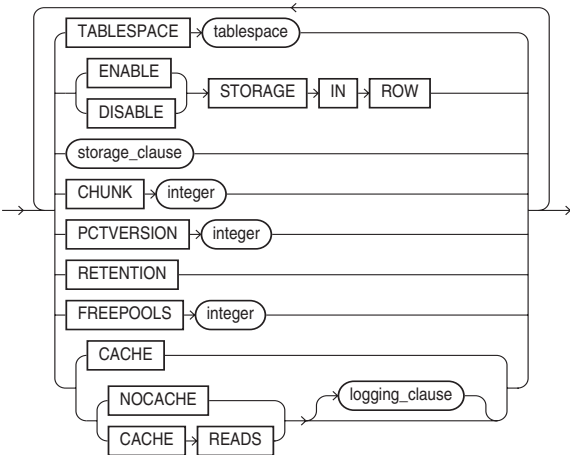 TABLESPACE tablespace
ENABLE
STORAGE IN ROW
DISABLE
storage_clause
CHUNK integer
PCTVERSION integer
RETENTION
FREEPOOLS integer
CACHE
NOCACHE logging_clause
CACHE READS